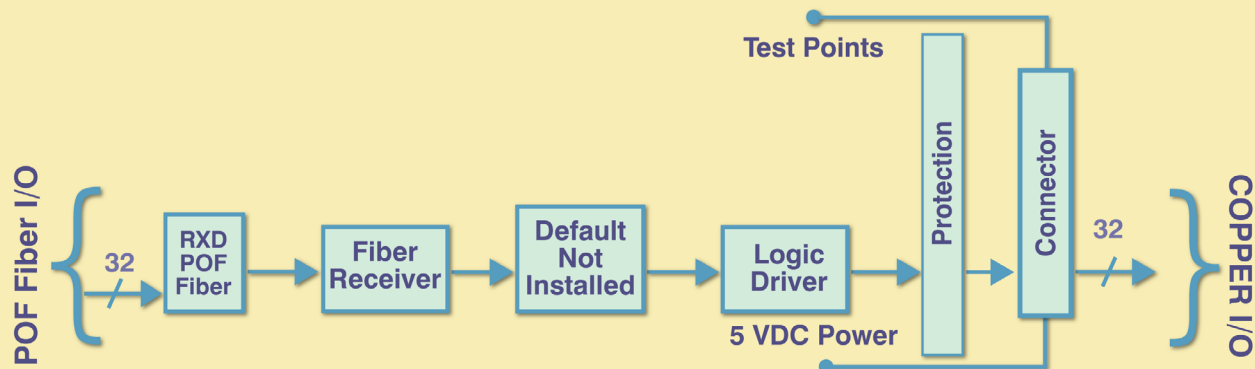 POF Fiber I/O
32
RXD
POF
Fiber
Fiber
Receiver
Default
Not
Installed
Logic
Driver
5 VDC Power
Test Points
Protection
Connector
32
COPPER I/O